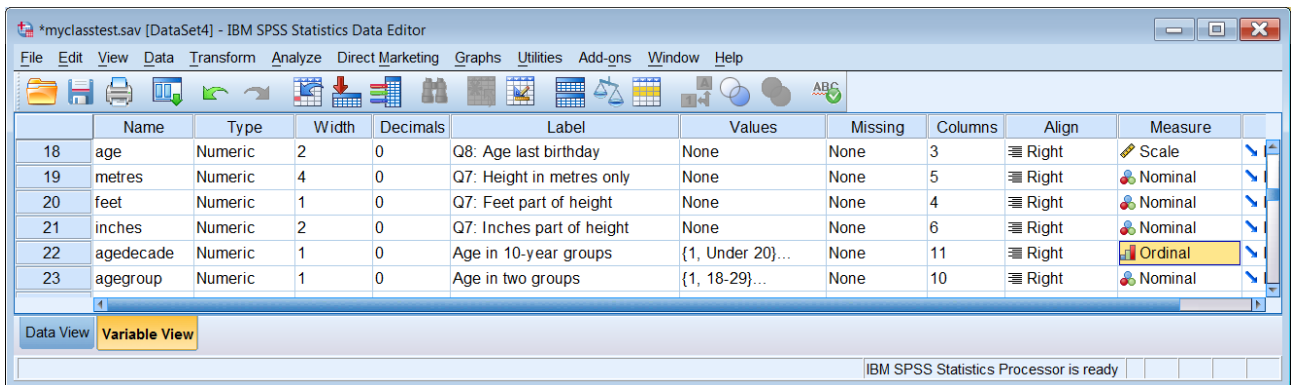 *myclasstest.sav [DataSet4] - IBM SPSS Statistics Data Editor
File Edit View Data Transform Analyze Direct Marketing Graphs Utilities Add-ons Window Help
Name Type Width Decimals Label Values Missing Columns Align Measure
18 age Numeric 2 0 Q8: Age last birthday None None 3 Right Scale
19 metres Numeric 4 0 Q7: Height in metres only None None 5 Right Nominal
20 feet Numeric 1 0 Q7: Feet part of height None None 4 Right Nominal
21 inches Numeric 2 0 Q7: Inches part of height None None 6 Right Nominal
22 agedecade Numeric 1 0 Age in 10-year groups {1, Under 20}... None 11 Right Ordinal
23 agegroup Numeric 1 0 Age in two groups {1, 18-29}... None 10 Right Nominal
Data View Variable View
IBM SPSS Statistics Processor is ready